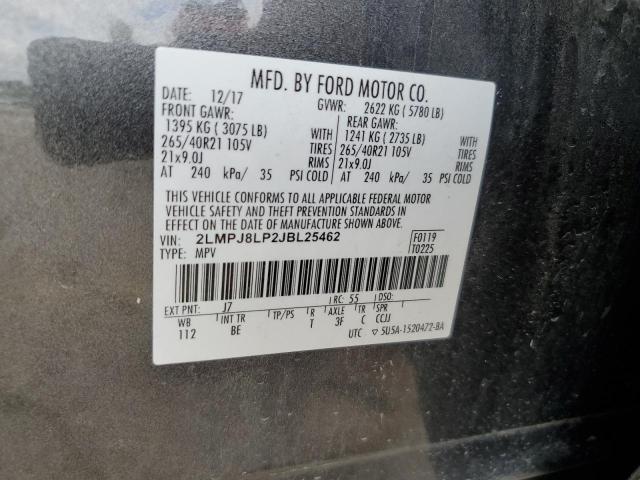 MFD. BY FORD MOTOR CO.
DATE: 12/17 GVWR: 2622 KG ( 5780 LB)
FRONT GAWR: REAR GAWR:
1395 KG ( 3075 LB) WITH 1241 KG ( 2735 LB) WITH
265/40R21 105V TIRES 265/40R21 105V TIRES
21x9.0J RIMS 21x9.0J RIMS
AT 240 kPa/ 35 PSI COLD AT 240 kPa/ 35 PSI COLD
THIS VEHICLE CONFORMS TO ALL APPLICABLE FEDERAL MOTOR
VEHICLE SAFETY AND THEFT PREVENTION STANDARDS IN
EFFECT ON THE DATE OF MANUFACTURE SHOWN ABOVE.
VIN: 2LMPJ8LP2JBL25462 F0119
TYPE: MPV T0225
EXT PNT: J7 RC: 55 DSO:
WB INT TR TP/PS R AXLE TR SPR
112 BE T 3F C CCJJ
UTC 5U5A-1520472-BA